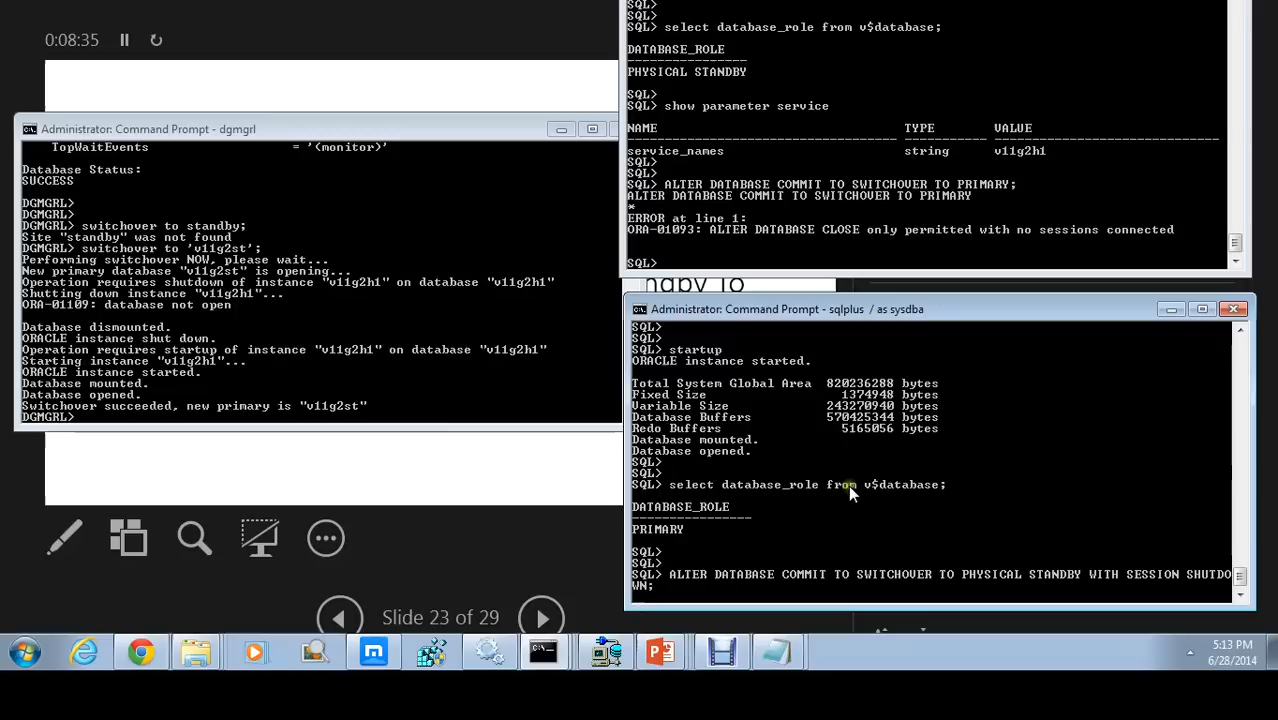 0:08:35
Administrator: Command Prompt - dgmgrl
TopWaitEvents = '(monitor)'
Database Status:
SUCCESS
DGMGRL>
DGMGRL>
DGMGRL> switchover to standby;
Site "standby" was not found
DGMGRL> switchover to 'v11g2st';
Performing switchover NOW, please wait...
New primary database "v11g2st" is opening...
Operation requires shutdown of instance "v11g2h1" on database "v11g2h1"
Shutting down instance "v11g2h1"...
ORA-01109: database not open
Database dismounted.
ORACLE instance shut down.
Operation requires startup of instance "v11g2h1" on database "v11g2h1"
Starting instance "v11g2h1"...
ORACLE instance started.
Database mounted.
Database opened.
Switchover succeeded, new primary is "v11g2st"
DGMGRL>
SQL>
SQL>
SQL> select database_role from v$database;
DATABASE_ROLE
----------------
PHYSICAL STANDBY
SQL>
SQL> show parameter service
NAME TYPE VALUE
------------------------------------ ----------- ------------------------------
service_names string v11g2h1
SQL>
SQL>
SQL> ALTER DATABASE COMMIT TO SWITCHOVER TO PRIMARY;
ALTER DATABASE COMMIT TO SWITCHOVER TO PRIMARY
*
ERROR at line 1:
ORA-01093: ALTER DATABASE CLOSE only permitted with no sessions connected
SQL>
ndby To
Administrator: Command Prompt - sqlplus / as sysdba
SQL>
SQL>
SQL> startup
ORACLE instance started.
Total System Global Area 820236288 bytes
Fixed Size 1374948 bytes
Variable Size 243270940 bytes
Database Buffers 570425344 bytes
Redo Buffers 5165056 bytes
Database mounted.
Database opened.
SQL>
SQL>
SQL> select database_role from v$database;
DATABASE_ROLE
----------------
PRIMARY
SQL>
SQL>
SQL> ALTER DATABASE COMMIT TO SWITCHOVER TO PHYSICAL STANDBY WITH SESSION SHUTDO
WN;
Slide 23 of 29
5:13 PM
6/28/2014